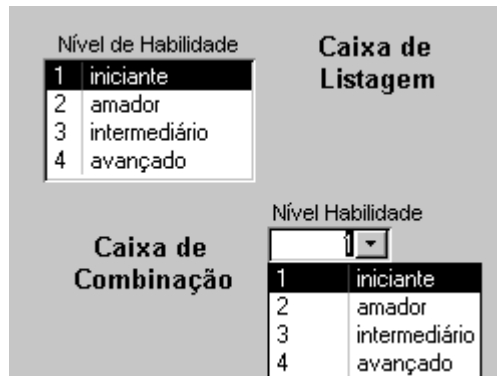 Nível de Habilidade
1 iniciante
2 amador
3 intermediário
4 avançado
Caixa de
Listagem
Caixa de
Combinação
Nível Habilidade
1
1 iniciante
2 amador
3 intermediário
4 avançado